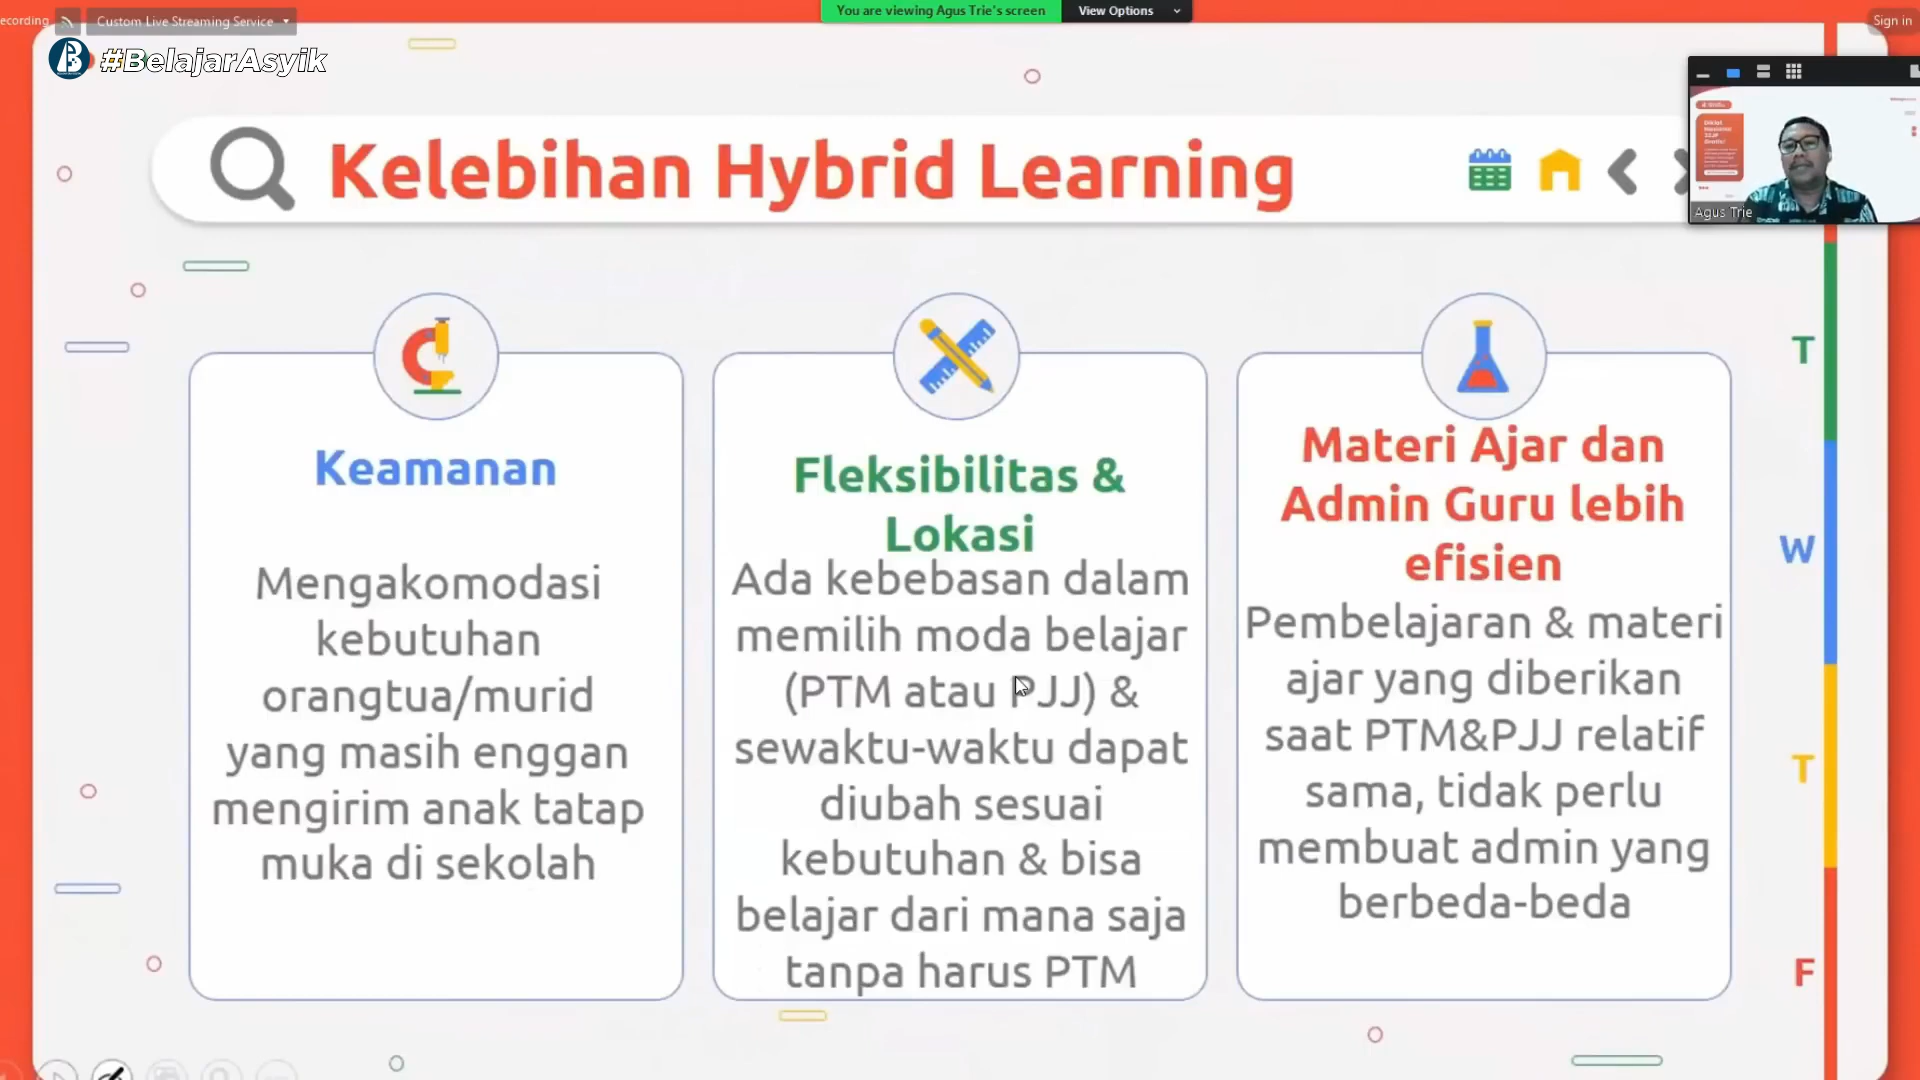 ecording
Custom Live Streaming Service
You are viewing Agus Trie's screen
View Options
Sign in
#BelajarAsyik
Kelebihan Hybrid Learning
Agus Trie
Keamanan
Mengakomodasi
kebutuhan
orangtua/murid
yang masih enggan
mengirim anak tatap
muka di sekolah
Fleksibilitas &
Lokasi
Ada kebebasan dalam
memilih moda belajar
(PTM atau PJJ) &
sewaktu-waktu dapat
diubah sesuai
kebutuhan & bisa
belajar dari mana saja
tanpa harus PTM
Materi Ajar dan
Admin Guru lebih
efisien
Pembelajaran & materi
ajar yang diberikan
saat PTM&PJJ relatif
sama, tidak perlu
membuat admin yang
berbeda-beda
T
W
T
F